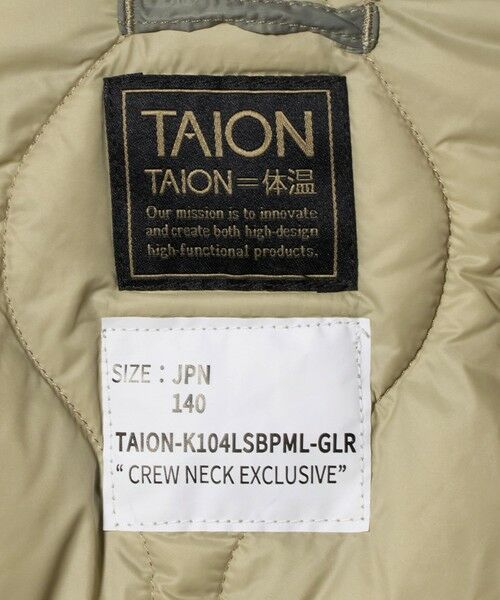 TAION
TAION=体温
Our mission is to innovate
and create both high-design
high-functional products.
SIZE : JPN
140
TAION-K104LSBPML-GLR
“ CREW NECK EXCLUSIVE”